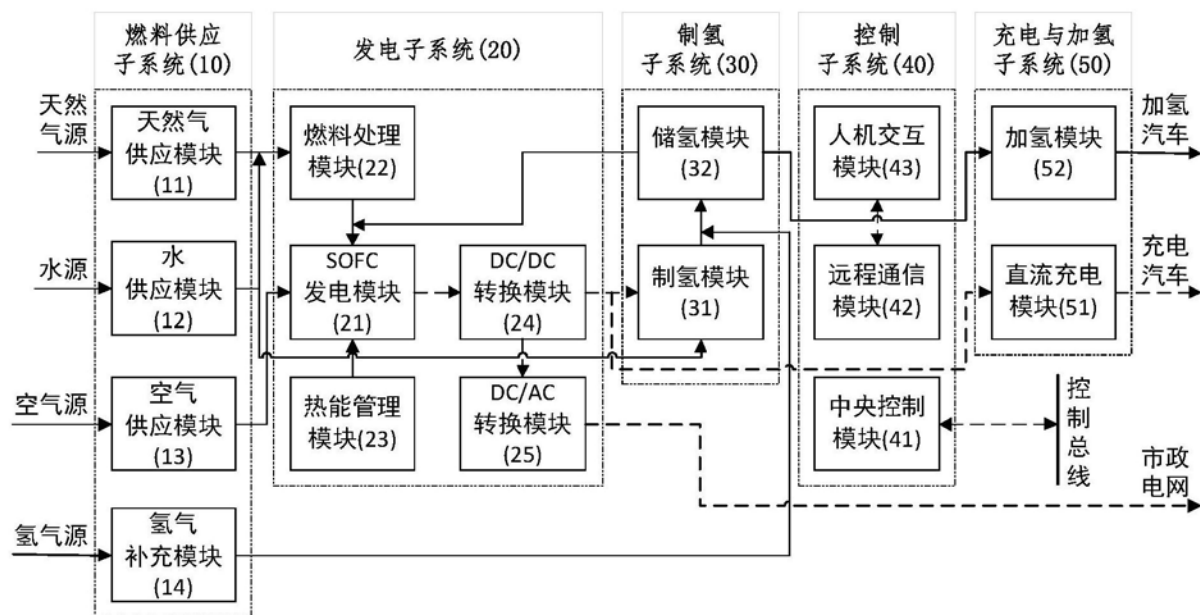 燃料供应
子系统(10)
发电子系统(20)
制氢
子系统(30)
控制
子系统(40)
充电与加氢
子系统(50)
天然
气源
天然气
供应模块
(11)
燃料处理
模块(22)
储氢模块
(32)
人机交互
模块(43)
加氢模块
(52)
加氢
汽车
水源
水
供应模块
(12)
SOFC
发电模块
(21)
DC/DC
转换模块
(24)
制氢模块
(31)
远程通信
模块(42)
直流充电
模块(51)
充电
汽车
空气源
空气
供应模块
(13)
热能管理
模块(23)
DC/AC
转换模块
(25)
中央控制
模块(41)
控制总线
市政
电网
氢气源
氢气
补充模块
(14)